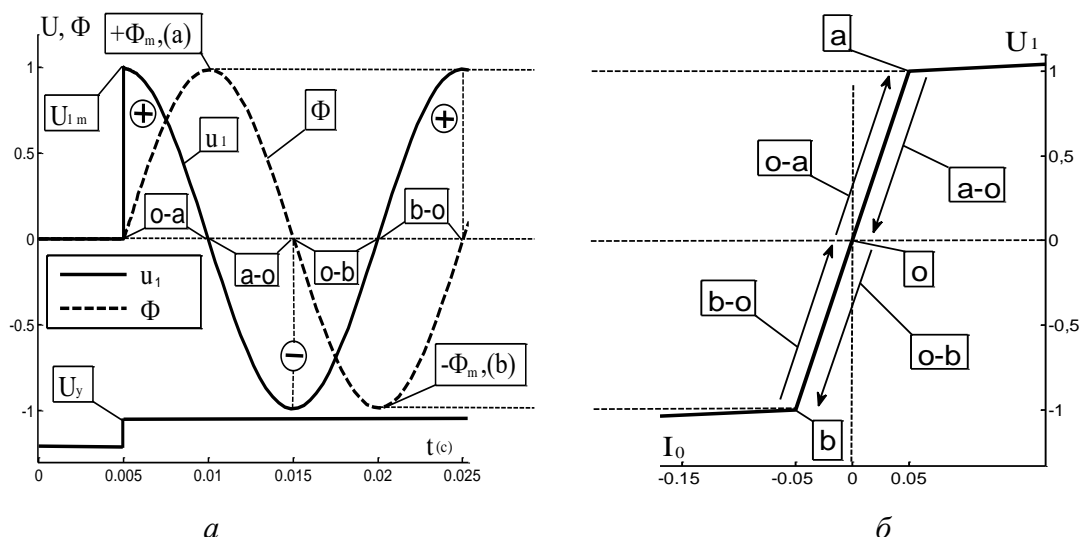 U, Φ
+Φm,(a)
1
U1m
+
u1
Φ
+
0.5
o-a
b-o
0
a-o
o-b
u1
Φ
-0.5
−
-Φm,(b)
Uy
-1
t(c)
0
0.005
0.01
0.015
0.02
0.025
а
a
U1
1
o-a
0,5
a-o
0
o
b-o
-0,5
o-b
-1
b
I0
-0.15
-0.05
0
0.05
б